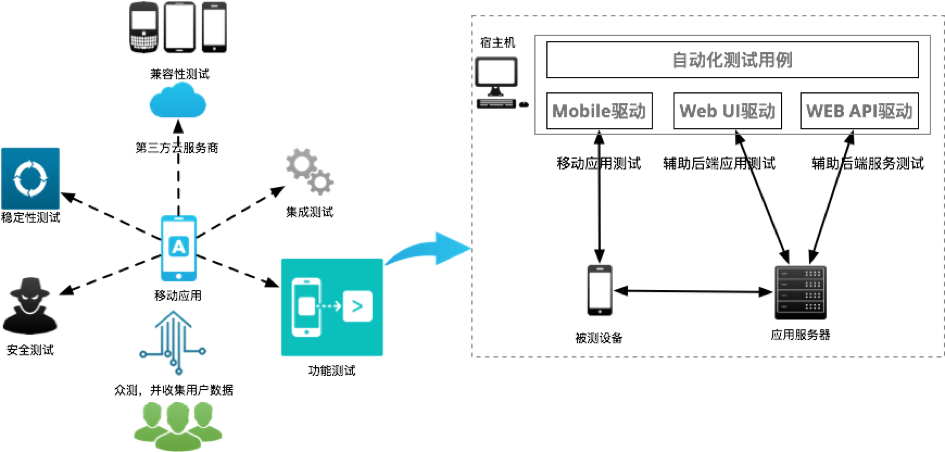 兼容性测试
第三方云服务商
稳定性测试
集成测试
A
移动应用
安全测试
功能测试
众测，并收集用户数据
宿主机
自动化测试用例
Mobile驱动
Web UI驱动
WEB API驱动
移动应用测试
辅助后端应用测试
辅助后端服务测试
被测设备
应用服务器